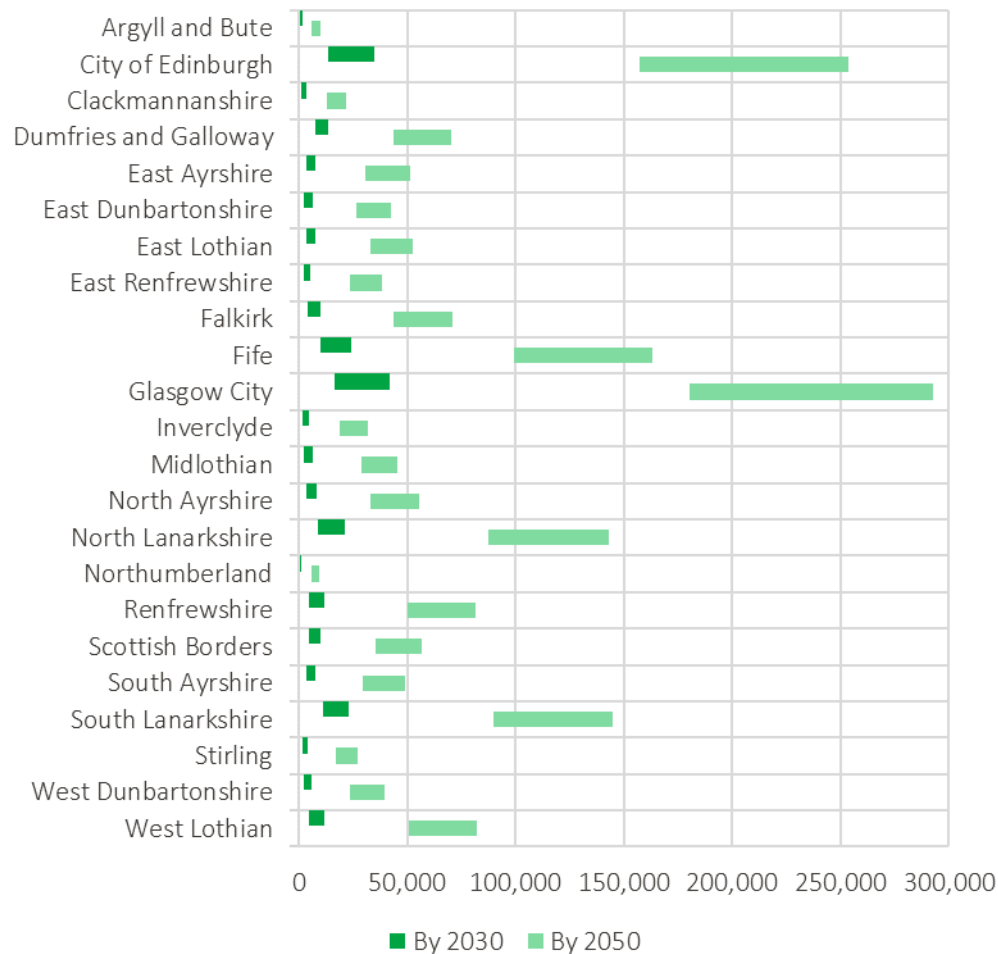 Argyll and Bute
City of Edinburgh
Clackmannanshire
Dumfries and Galloway
East Ayrshire
East Dunbartonshire
East Lothian
East Renfrewshire
Falkirk
Fife
Glasgow City
Inverclyde
Midlothian
North Ayrshire
North Lanarkshire
Northumberland
Renfrewshire
Scottish Borders
South Ayrshire
South Lanarkshire
Stirling
West Dunbartonshire
West Lothian
0 50,000 100,000 150,000 200,000 250,000 300,000
By 2030 By 2050